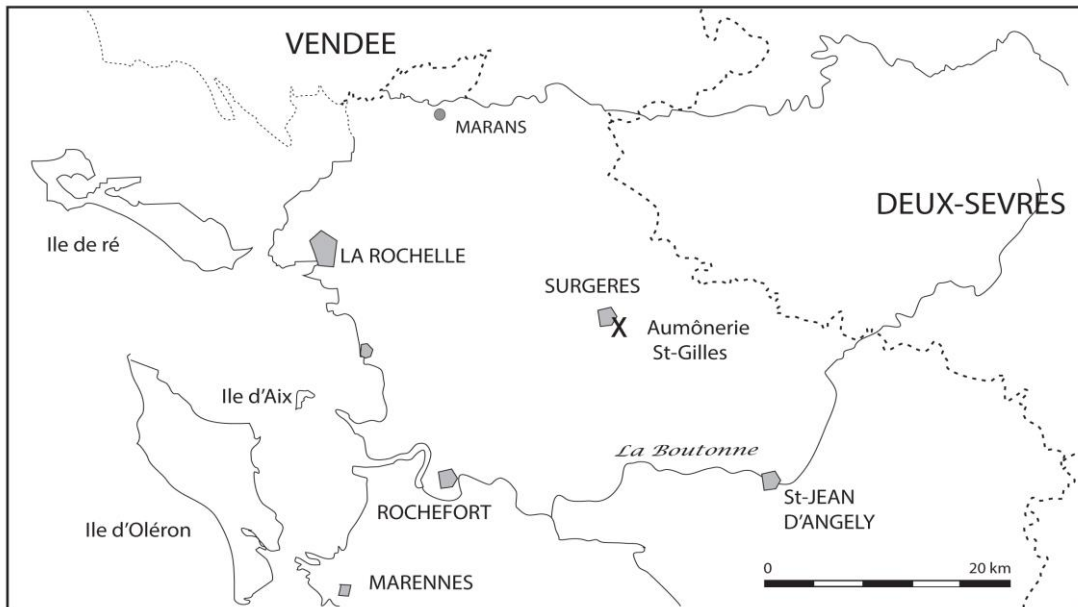 VENDEE
MARANS
DEUX-SEVRES
Ile de ré
LA ROCHELLE
SURGERES
X
Aumônerie
St-Gilles
Ile d'Aix
La Boutonne
Ile d'Oléron
ROCHEFORT
St-JEAN
D'ANGELY
MARENNES
0
20 km